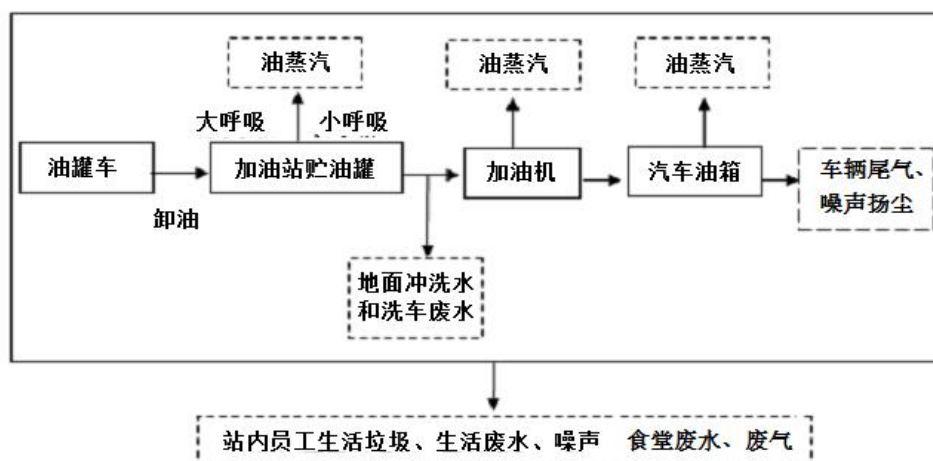 油蒸汽
油蒸汽
油蒸汽
大呼吸
小呼吸
油罐车
加油站贮油罐
加油机
汽车油箱
车辆尾气、
噪声扬尘
卸油
地面冲洗水
和洗车废水
站内员工生活垃圾、生活废水、噪声 食堂废水、废气